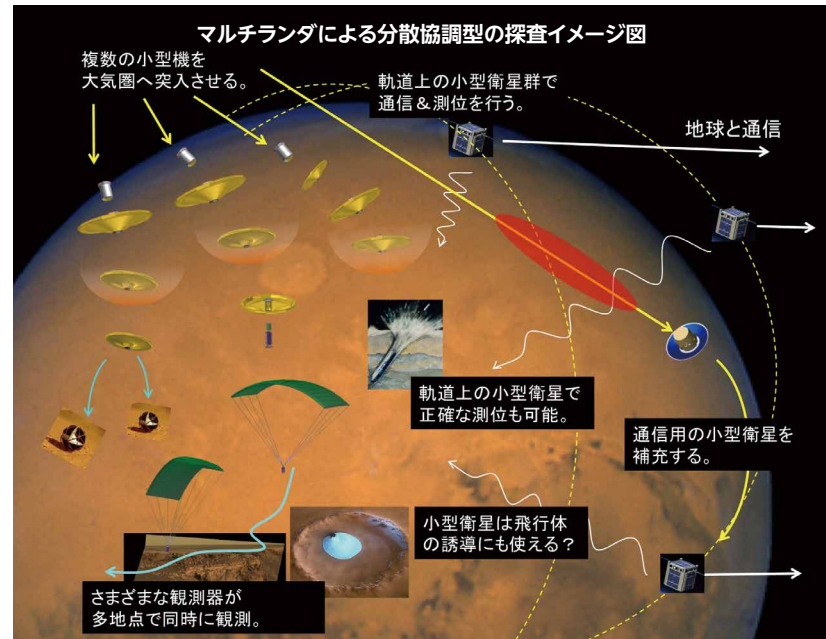 マルチランダによる分散協調型の探査イメージ図
複数の小型機を
大気圏へ突入させる。
軌道上の小型衛星群で
通信&測位を行う。
地球と通信
軌道上の小型衛星で
正確な測位も可能。
通信用の小型衛星を
補充する。
小型衛星は飛行体
の誘導にも使える?
さまざまな観測器が
多地点で同時に観測。